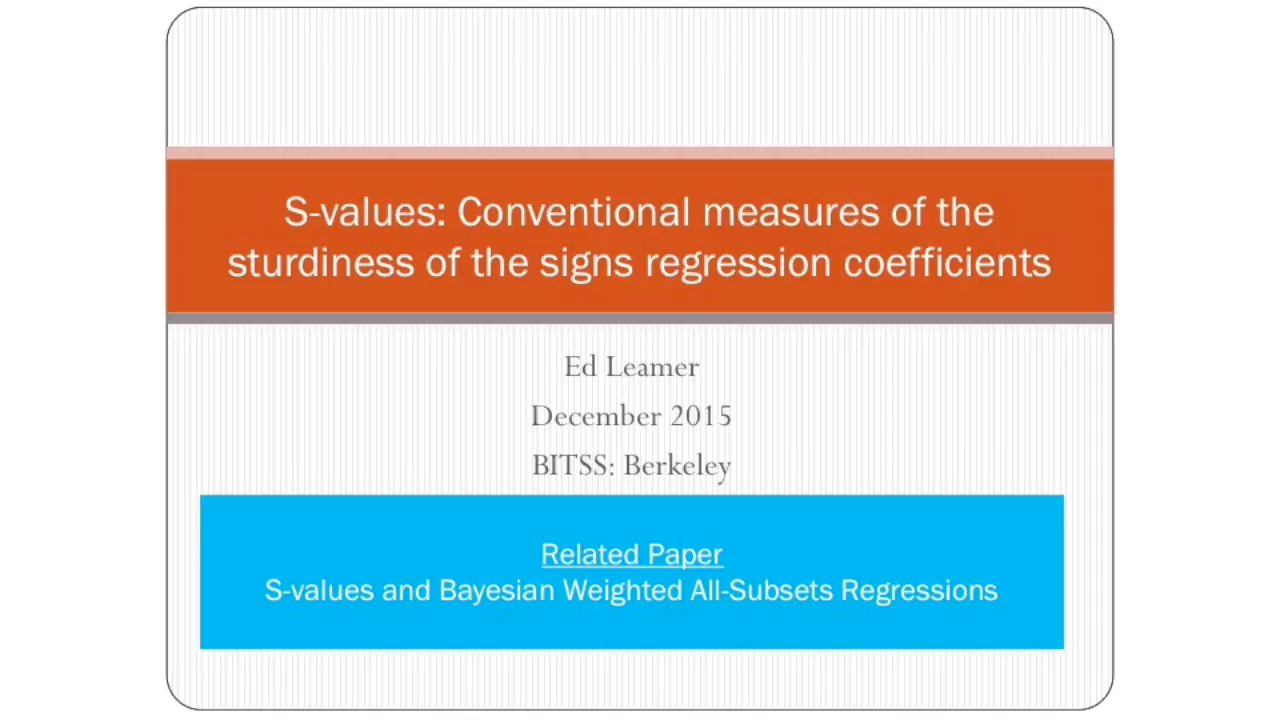 S-values: Conventional measures of the
sturdiness of the signs regression coefficients
Ed Leamer
December 2015
BITSS: Berkeley
Related Paper
S-values and Bayesian Weighted All-Subsets Regressions